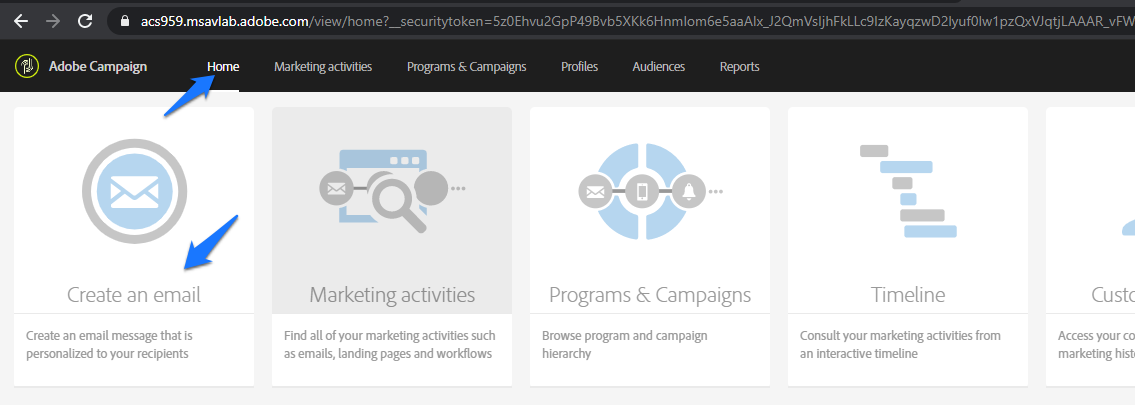 acs959.msavlab.adobe.com/view/home?__securitytoken=
Adobe Campaign
Home
Marketing activities
Programs & Campaigns
Profiles
Audiences
Reports
Create an email
Create an email message that is
personalized to your recipients
Marketing activities
Find all of your marketing activities such
as emails, landing pages and workflows
Programs & Campaigns
Browse program and campaign
hierarchy
Timeline
Consult your marketing activities from
an interactive timeline
Custo
Access your co
marketing histo